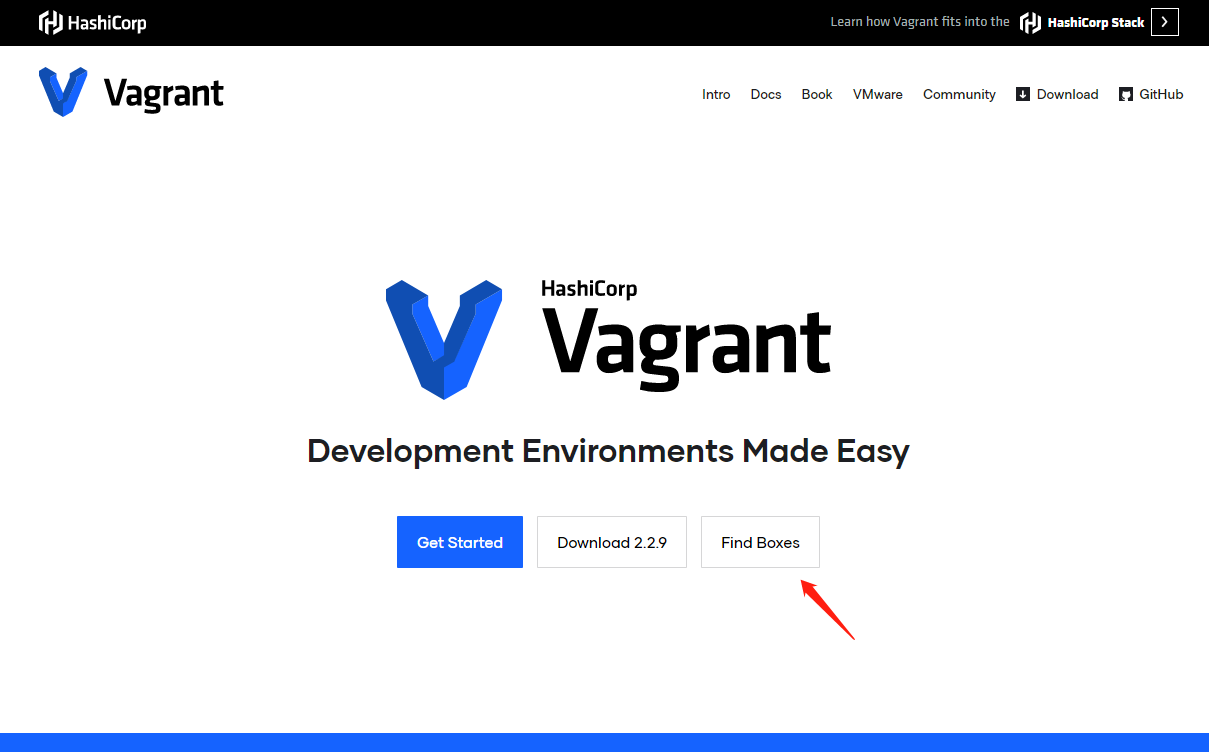 HashiCorp
Learn how Vagrant fits into the HashiCorp Stack
Vagrant
Intro Docs Book VMware Community Download GitHub
HashiCorp
Vagrant
Development Environments Made Easy
Get Started Download 2.2.9 Find Boxes